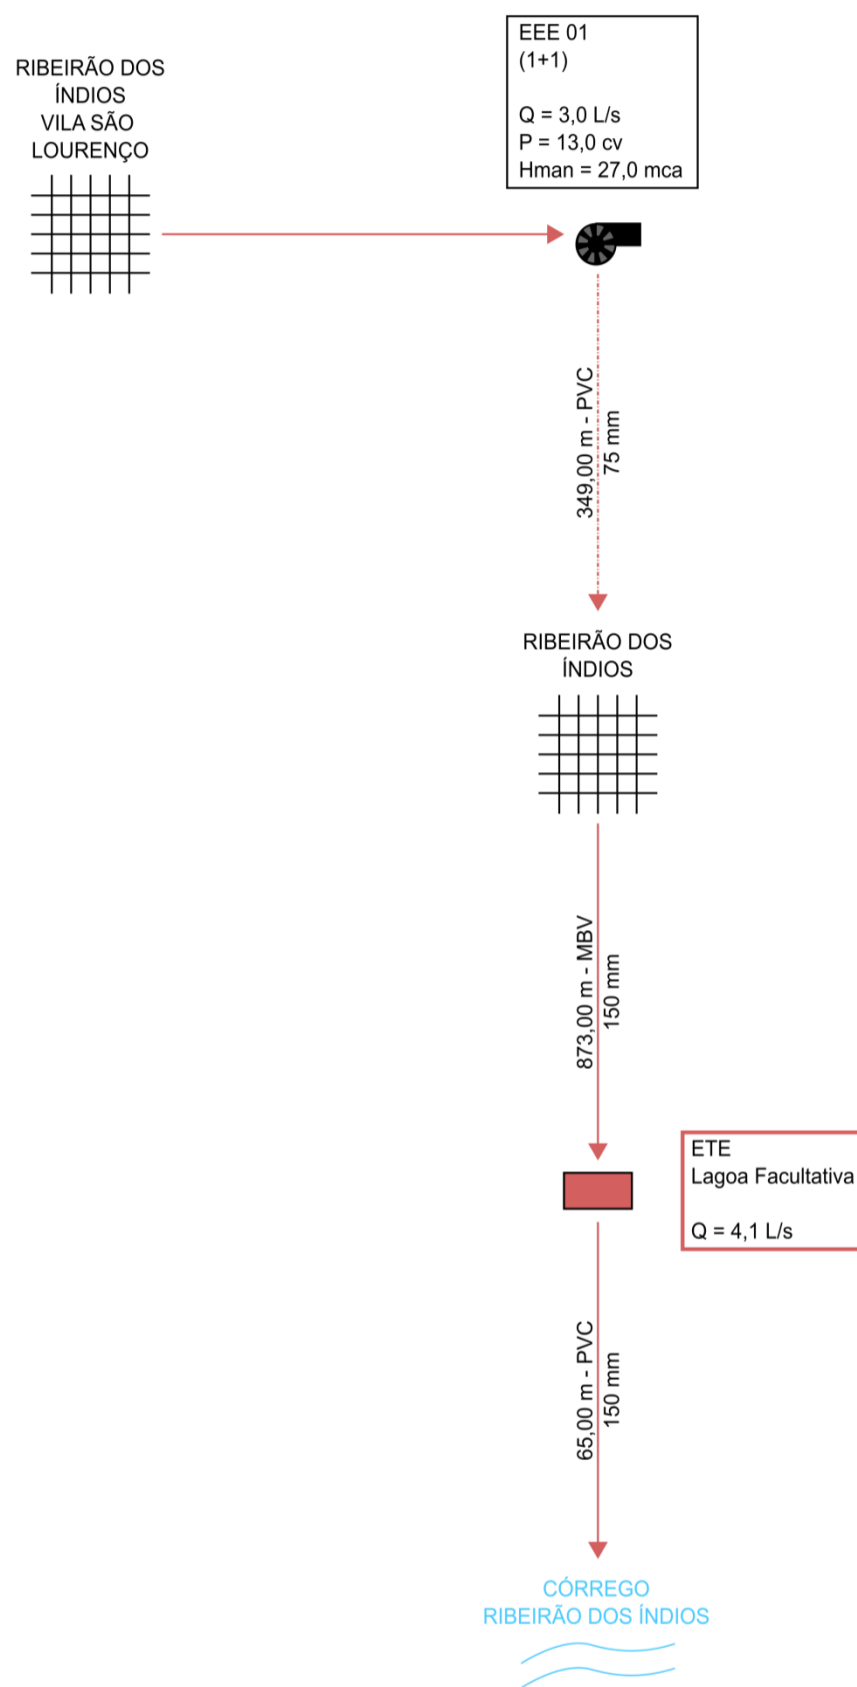 RIBEIRÃO DOS
ÍNDIOS
VILA SÃO
LOURENÇO
EEE 01
(1+1)
Q = 3,0 L/s
P = 13,0 cv
Hman = 27,0 mca
349,00 m - PVC
75 mm
RIBEIRÃO DOS
ÍNDIOS
873,00 m - MBV
150 mm
ETE
Lagoa Facultativa
Q = 4,1 L/s
65,00 m - PVC
150 mm
CÓRREGO
RIBEIRÃO DOS ÍNDIOS